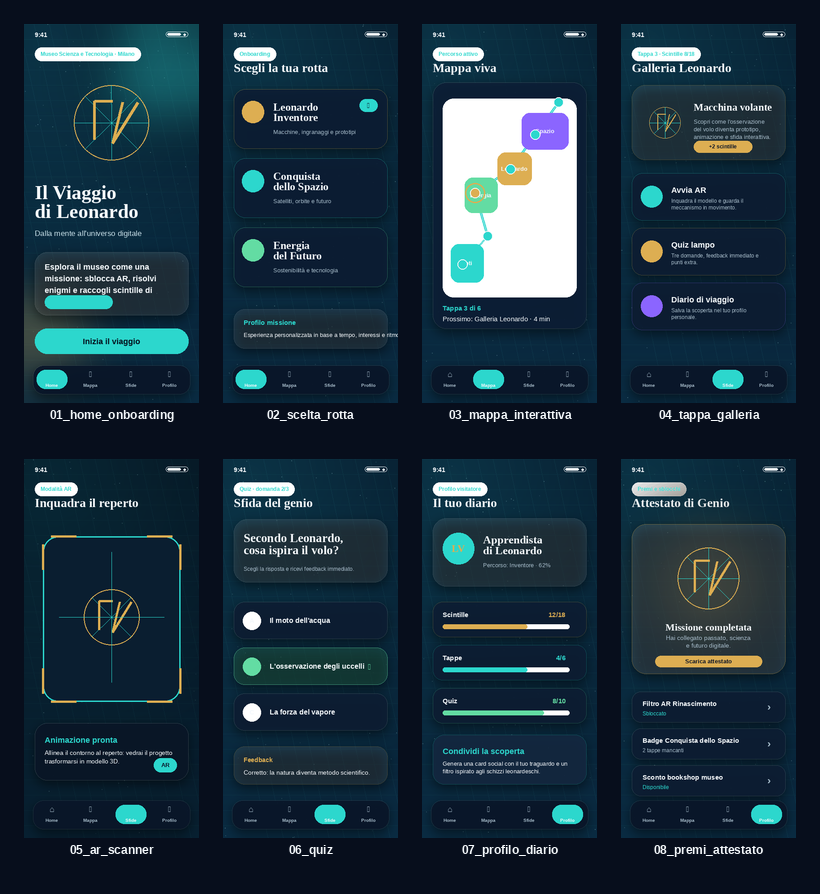 9:41
Museo Scienza e Tecnologia · Milano
Il Viaggio
di Leonardo
Dalla mente all'universo digitale
Esplora il museo come una
missione: sblocca AR, risolvi
enigmi e raccogli scintille di
Inizia il viaggio
Home
Mappa
Sfide
Profilo
01_home_onboarding
9:41
Onboarding
Scegli la tua rotta
Leonardo
Inventore
Macchine, ingranaggi e prototipi
Conquista
dello Spazio
Satelliti, orbite e futuro
Energia
del Futuro
Sostenibilità e tecnologia
Profilo missione
Esperienza personalizzata in base a tempo, interessi e ritmo
Home
Mappa
Sfide
Profilo
02_scelta_rotta
9:41
Percorso attivo
Mappa viva
Spazio
Tappa 3 di 6
Prossimo: Galleria Leonardo · 4 min
Home
Mappa
Sfide
Profilo
03_mappa_interattiva
9:41
Tappa 3 · Scintille 8/18
Galleria Leonardo
Macchina volante
Scopri come l'osservazione
del volo diventa prototipo,
animazione e sfida interattiva.
+2 scintille
Avvia AR
Inquadra il modello e guarda il
meccanismo in movimento.
Quiz lampo
Tre domande, feedback immediato e
punti extra.
Diario di viaggio
Salva la scoperta nel tuo profilo
personale.
Home
Mappa
Sfide
Profilo
04_tappa_galleria
9:41
Modalità AR
Inquadra il reperto
Animazione pronta
Allinea il contorno al reperto: vedrai il progetto
trasformarsi in modello 3D.
AR
Home
Mappa
Sfide
Profilo
05_ar_scanner
9:41
Quiz · domanda 2/3
Sfida del genio
Secondo Leonardo,
cosa ispira il volo?
Scegli la risposta e ricevi feedback immediato.
Il moto dell'acqua
L'osservazione degli uccelli
La forza del vapore
Feedback
Corretto: la natura diventa metodo scientifico.
Home
Mappa
Sfide
Profilo
06_quiz
9:41
Profilo visitatore
Il tuo diario
LV
Apprendista
di Leonardo
Percorso: Inventore · 62%
Scintille 12/18
Tappe 4/6
Quiz 8/10
Condividi la scoperta
Genera una card social con il tuo traguardo e un
filtro ispirato agli schizzi leonardeschi.
Home
Mappa
Sfide
Profilo
07_profilo_diario
9:41
Attestato di Genio
Missione completata
Hai collegato passato, scienza
e futuro digitale.
Scarica attestato
Filtro AR Rinascimento
Sbloccato
Badge Conquista dello Spazio
2 tappe mancanti
Sconto bookshop museo
Disponibile
Home
Mappa
Sfide
Profilo
08_premi_attestato